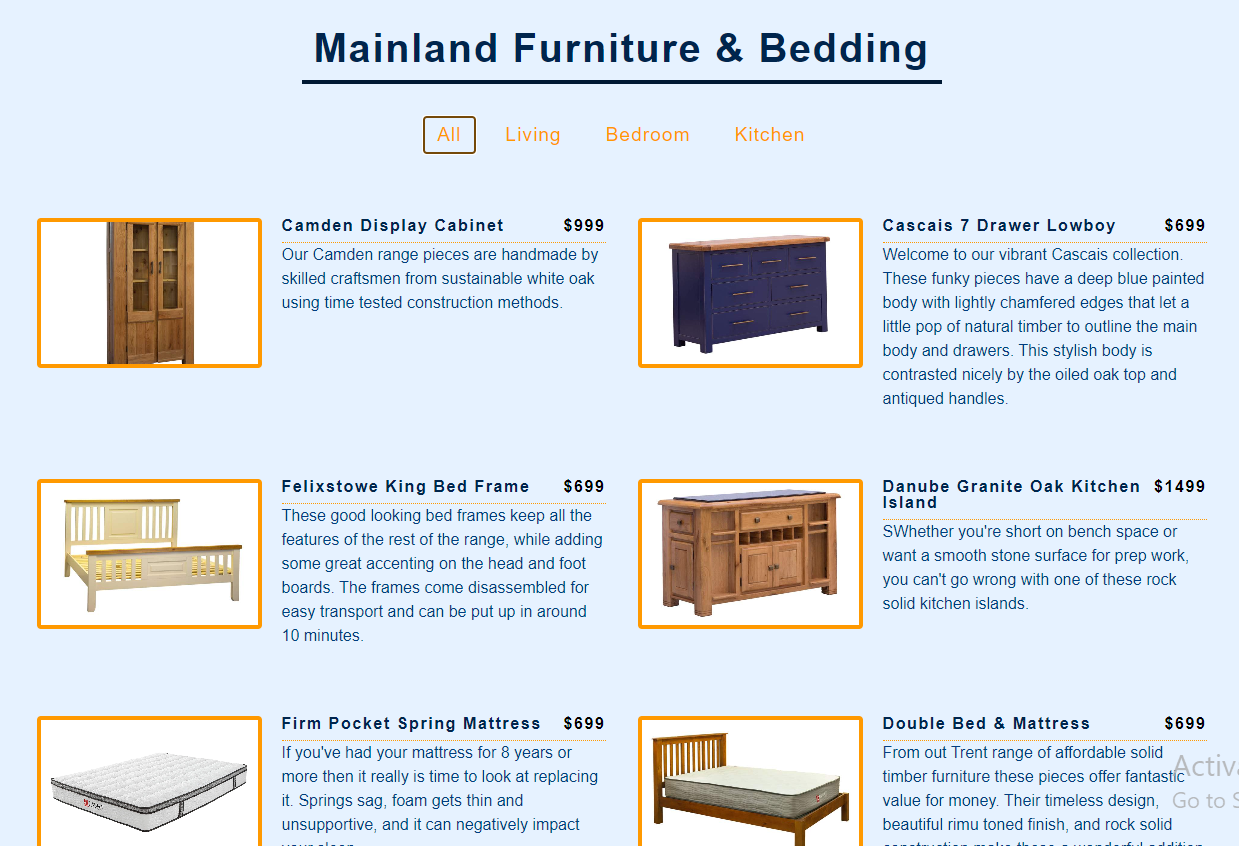 Mainland Furniture & Bedding
All
Living
Bedroom
Kitchen
Camden Display Cabinet
$999
Our Camden range pieces are handmade by
skilled craftsmen from sustainable white oak
using time tested construction methods.
Cascais 7 Drawer Lowboy
$699
Welcome to our vibrant Cascais collection.
These funky pieces have a deep blue painted
body with lightly chamfered edges that let a
little pop of natural timber to outline the main
body and drawers. This stylish body is
contrasted nicely by the oiled oak top and
antiqued handles.
Felixstowe King Bed Frame
$699
These good looking bed frames keep all the
features of the rest of the range, while adding
some great accenting on the head and foot
boards. The frames come disassembled for
easy transport and can be put up in around
10 minutes.
Danube Granite Oak Kitchen
Island
$1499
SWhether you're short on bench space or
want a smooth stone surface for prep work,
you can't go wrong with one of these rock
solid kitchen islands.
Firm Pocket Spring Mattress
$699
If you've had your mattress for 8 years or
more then it really is time to look at replacing
it. Springs sag, foam gets thin and
unsupportive, and it can negatively impact
your sleep.
Double Bed & Mattress
$699
From out Trent range of affordable solid
timber furniture these pieces offer fantastic
value for money. Their timeless design,
beautiful rimu toned finish, and rock solid
construction make these a wonderful addition
Activa
Go to S